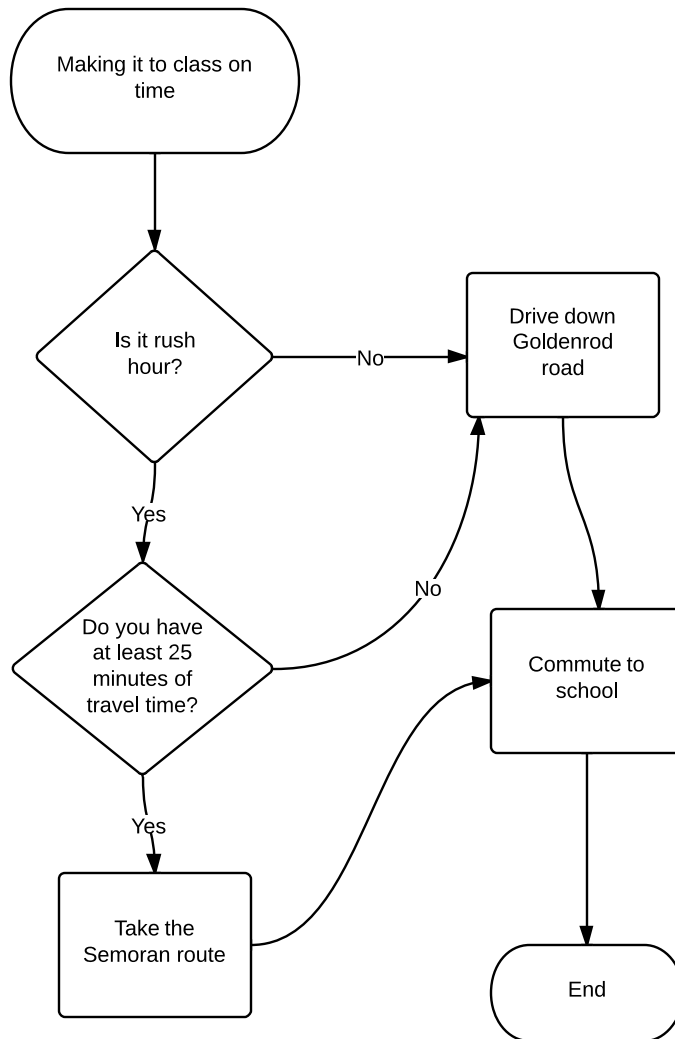 Making it to class on
time
Is it rush
hour?
No
Drive down
Goldenrod
road
Yes
No
Do you have
at least 25
minutes of
travel time?
Commute to
school
Yes
Take the
Semoran route
End